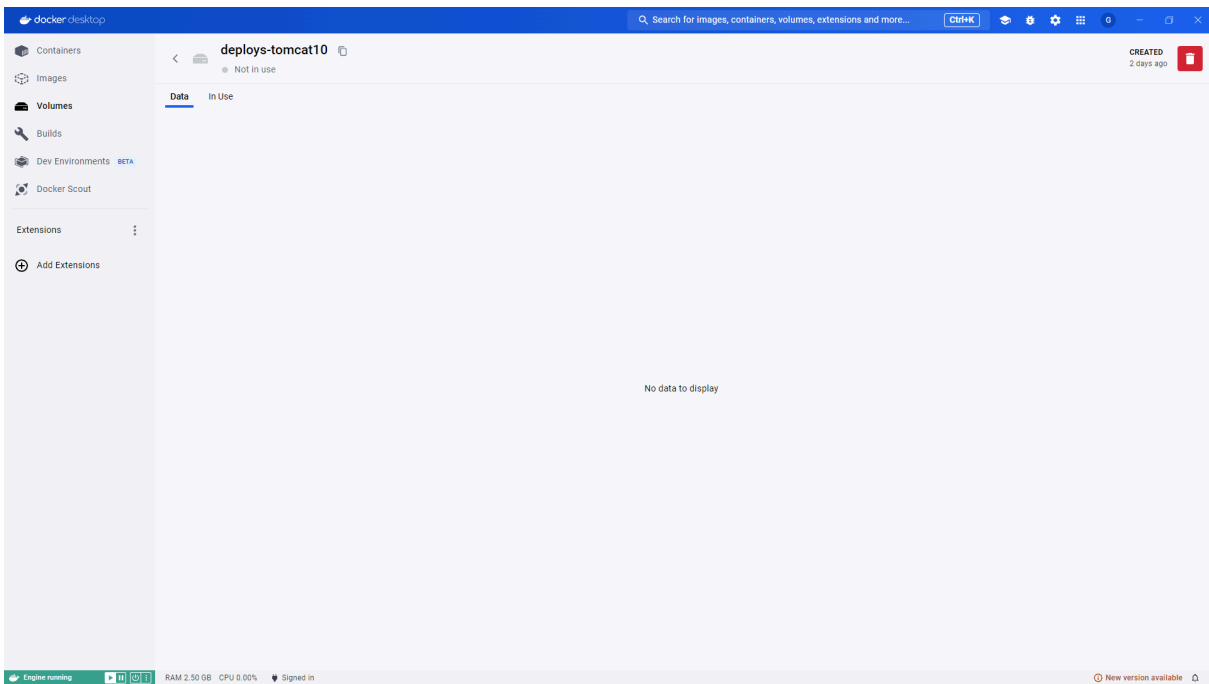 docker desktop
Search for images, containers, volumes, extensions and more...
Ctrl+K
G
Containers
Images
Volumes
Builds
Dev Environments BETA
Docker Scout
Extensions
Add Extensions
deploys-tomcat10
Not in use
CREATED
2 days ago
Data In Use
No data to display
Engine running
RAM 2.50 GB CPU 0.00% Signed in
New version available